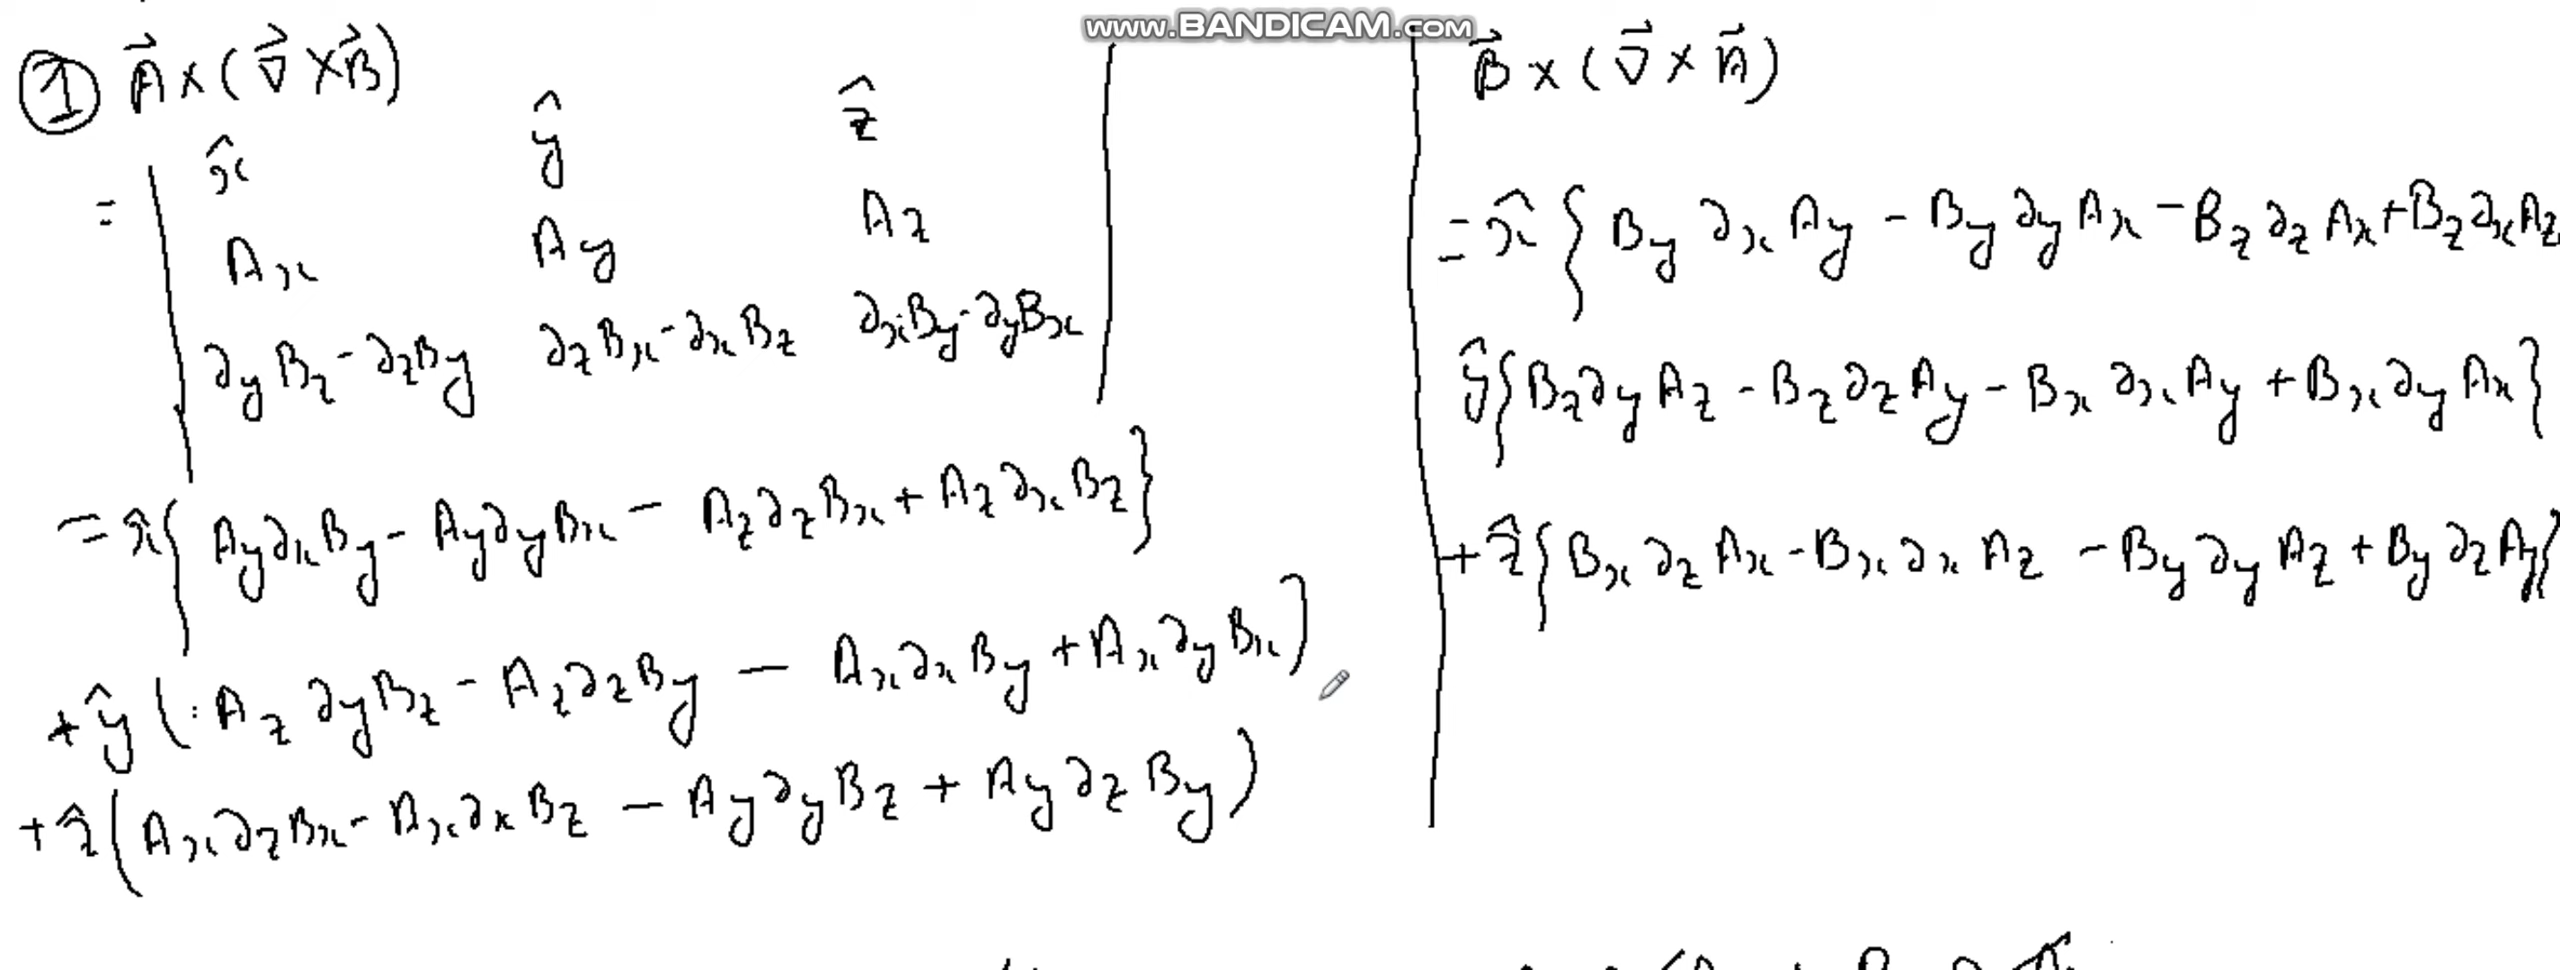 www.BANDICAM.com
① A⃗ × (∇⃗ × B⃗)
= | x̂ ŷ ẑ |
| Ax Ay Az |
| ∂yBz - ∂zBy ∂zBx - ∂xBz ∂xBy - ∂yBx |
= x̂{ Ay∂xBy - Ay∂yBx - Az∂zBx + Az∂xBz }
+ ŷ ( Az ∂yBz - Az∂zBy - Ax∂xBy + Ax∂yBx )
+ ẑ ( Ax∂zBx - Ax∂xBz - Ay∂yBz + Ay∂zBy )
B⃗ × (∇⃗ × A⃗)
= x̂ { By ∂xAy - By ∂yAx - Bz ∂zAx + Bz∂xAz
ŷ{ Bz∂yAz - Bz∂zAy - Bx ∂xAy + Bx∂yAx }
+ ẑ{ Bx ∂zAx - Bx∂xAz - By∂yAz + By∂zAy }